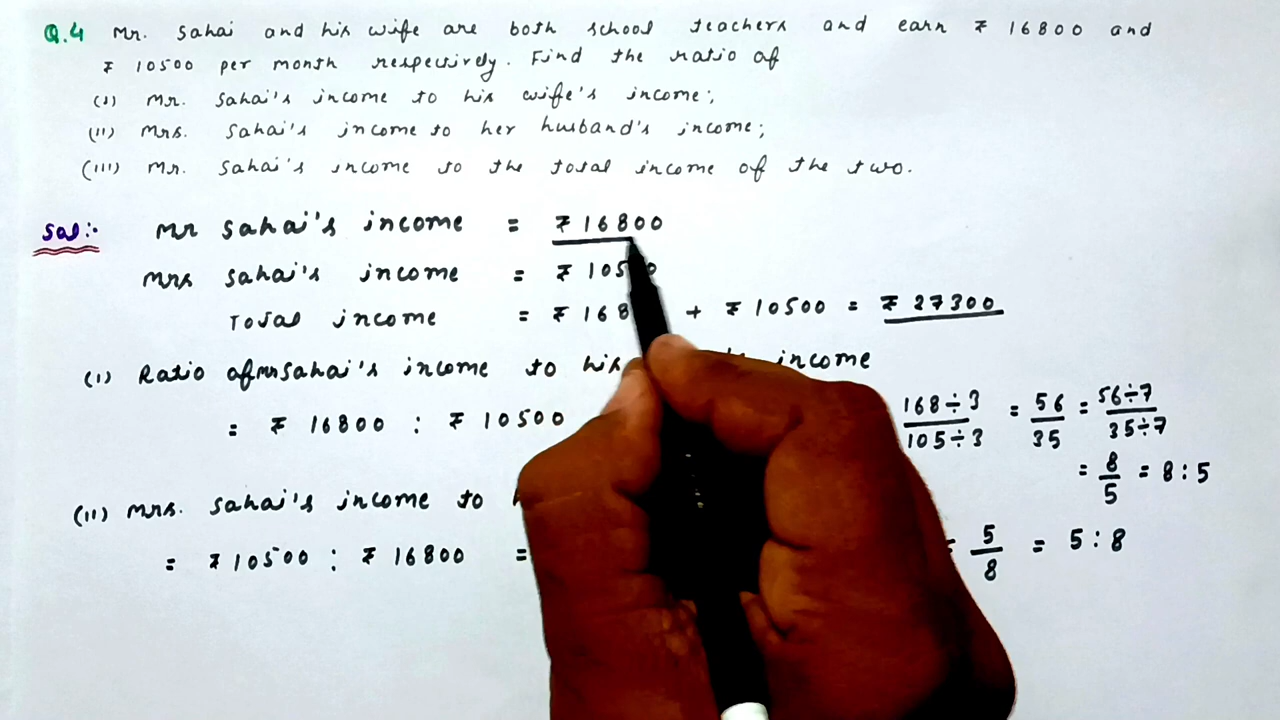 Q.4 Mr. Sahai and his wife are both school teachers and earn ₹ 16800 and
₹ 10500 per month respectively. Find the ratio of
(i) Mr. Sahai's income to his wife's income;
(ii) Mrs. Sahai's income to her husband's income;
(iii) Mr. Sahai's income to the total income of the two.
Sol:- Mr Sahai's income = ₹ 16800
Mrs Sahai's income = ₹ 105 0
Total income = ₹ 168 + ₹ 10500 = ₹ 27300
(i) Ratio of Mr Sahai's income to his income
= ₹ 16800 : ₹ 10500 168÷3 / 105÷3 = 56/35 = 56÷7 / 35÷7
= 8/5 = 8:5
(ii) Mrs. Sahai's income to
= ₹ 10500 : ₹ 16800 = = 5/8 = 5:8